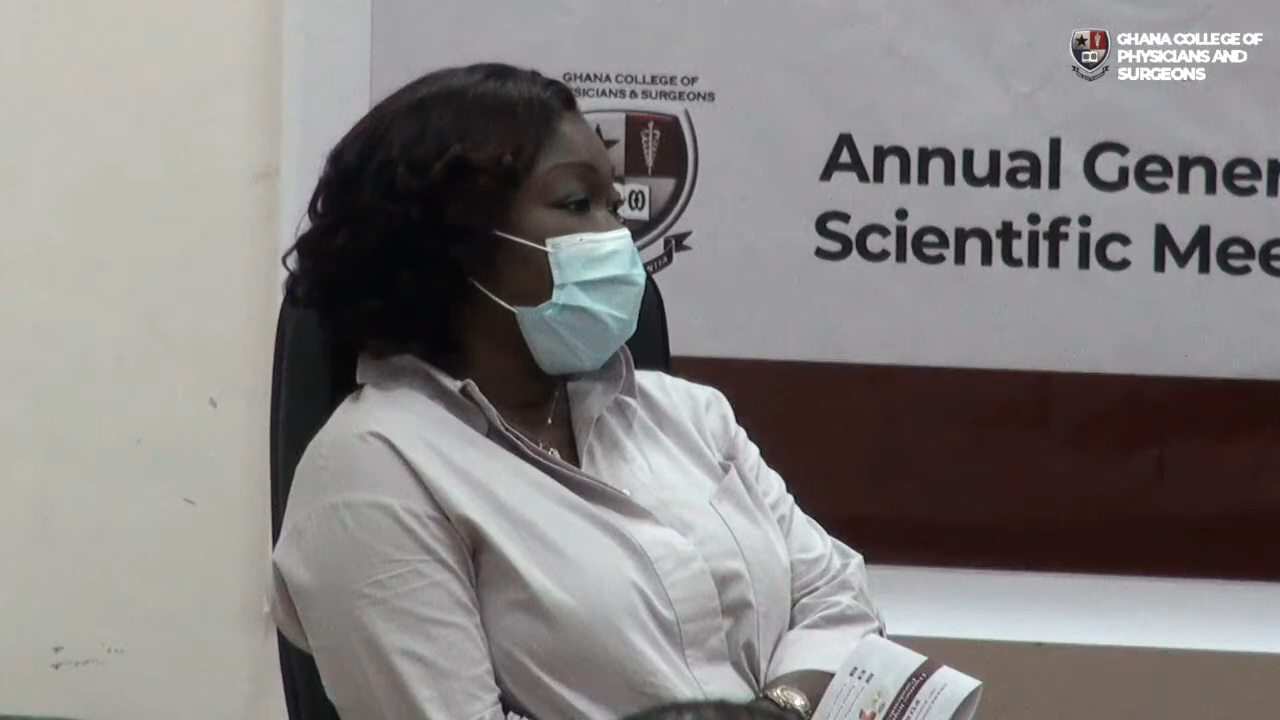 GHANA COLLEGE OF
PHYSICIANS AND
SURGEONS
GHANA COLLEGE OF
SICIANS & SURGEONS
Annual Gener
Scientific Mee